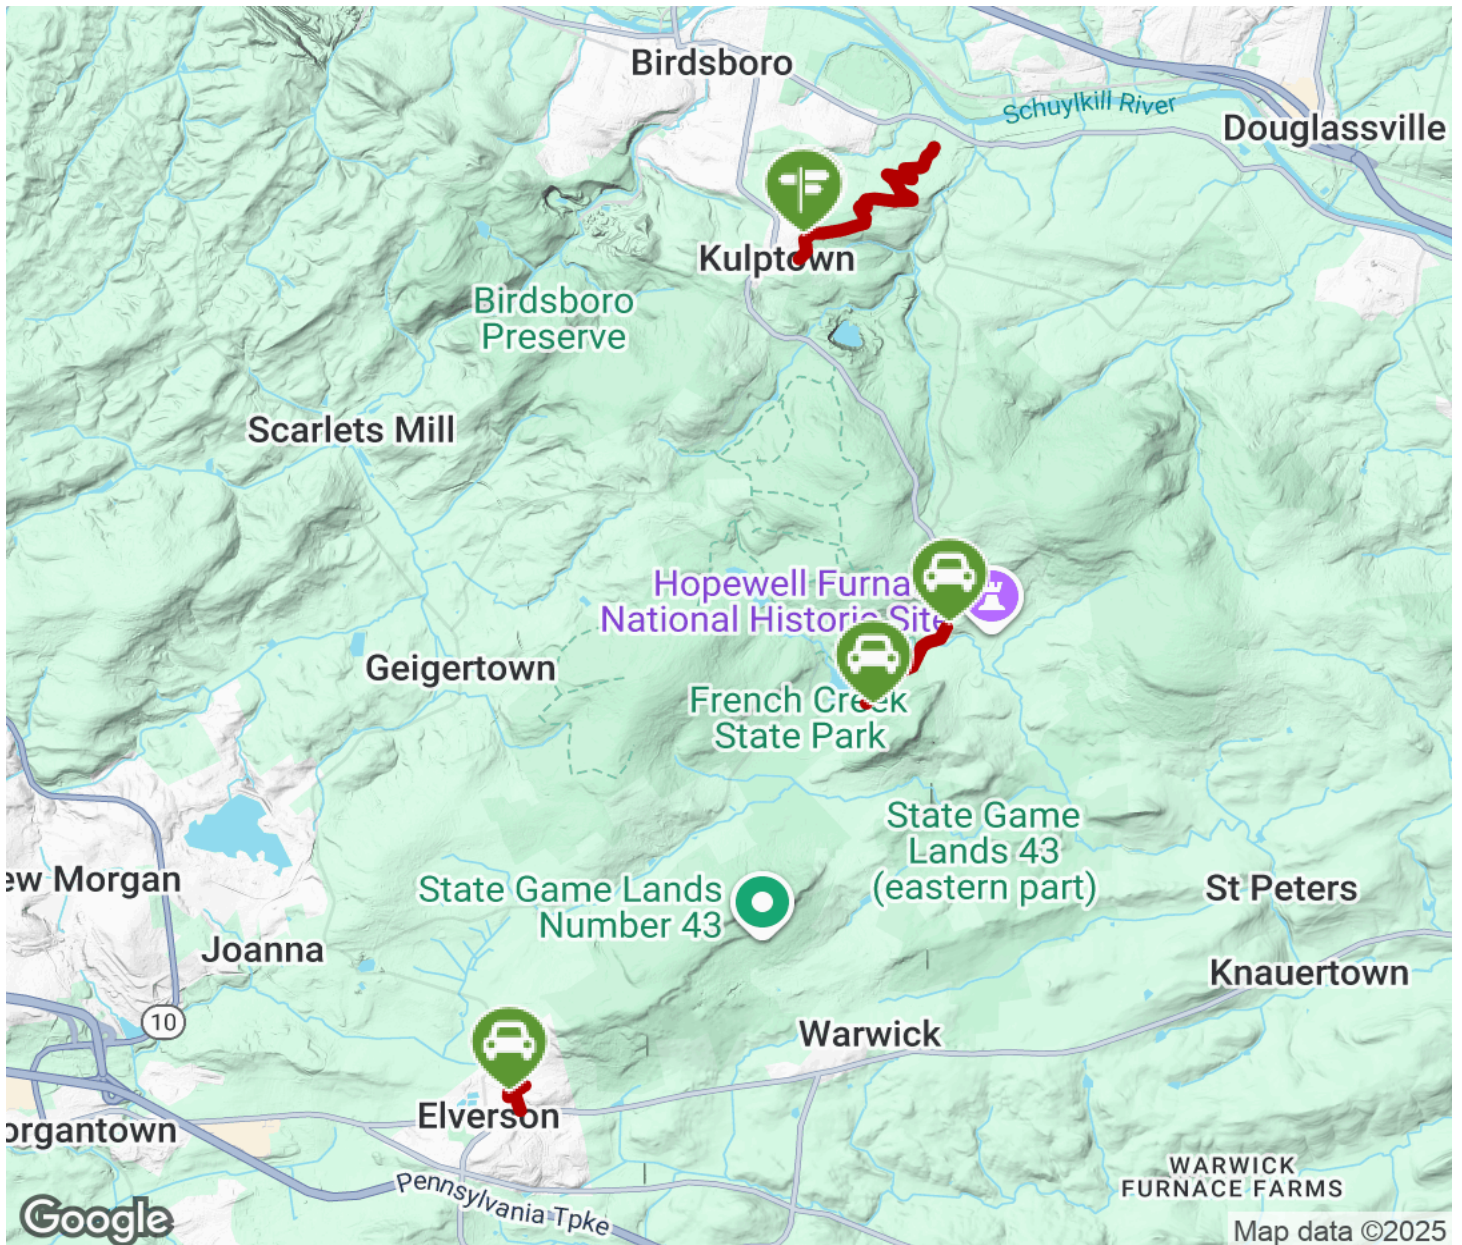 Birdsboro
Schuylkill River
Douglassville
Kulptown
Birdsboro
Preserve
Scarlets Mill
Hopewell Furna
National Historic Site
Geigertown
French Creek
State Park
State Game
Lands 43
(eastern part)
ew Morgan
State Game Lands
Number 43
St Peters
Joanna
Knauertown
10
Warwick
Elverson
organtown
WARWICK
FURNACE FARMS
Pennsylvania Tpke
Google
Map data ©2025